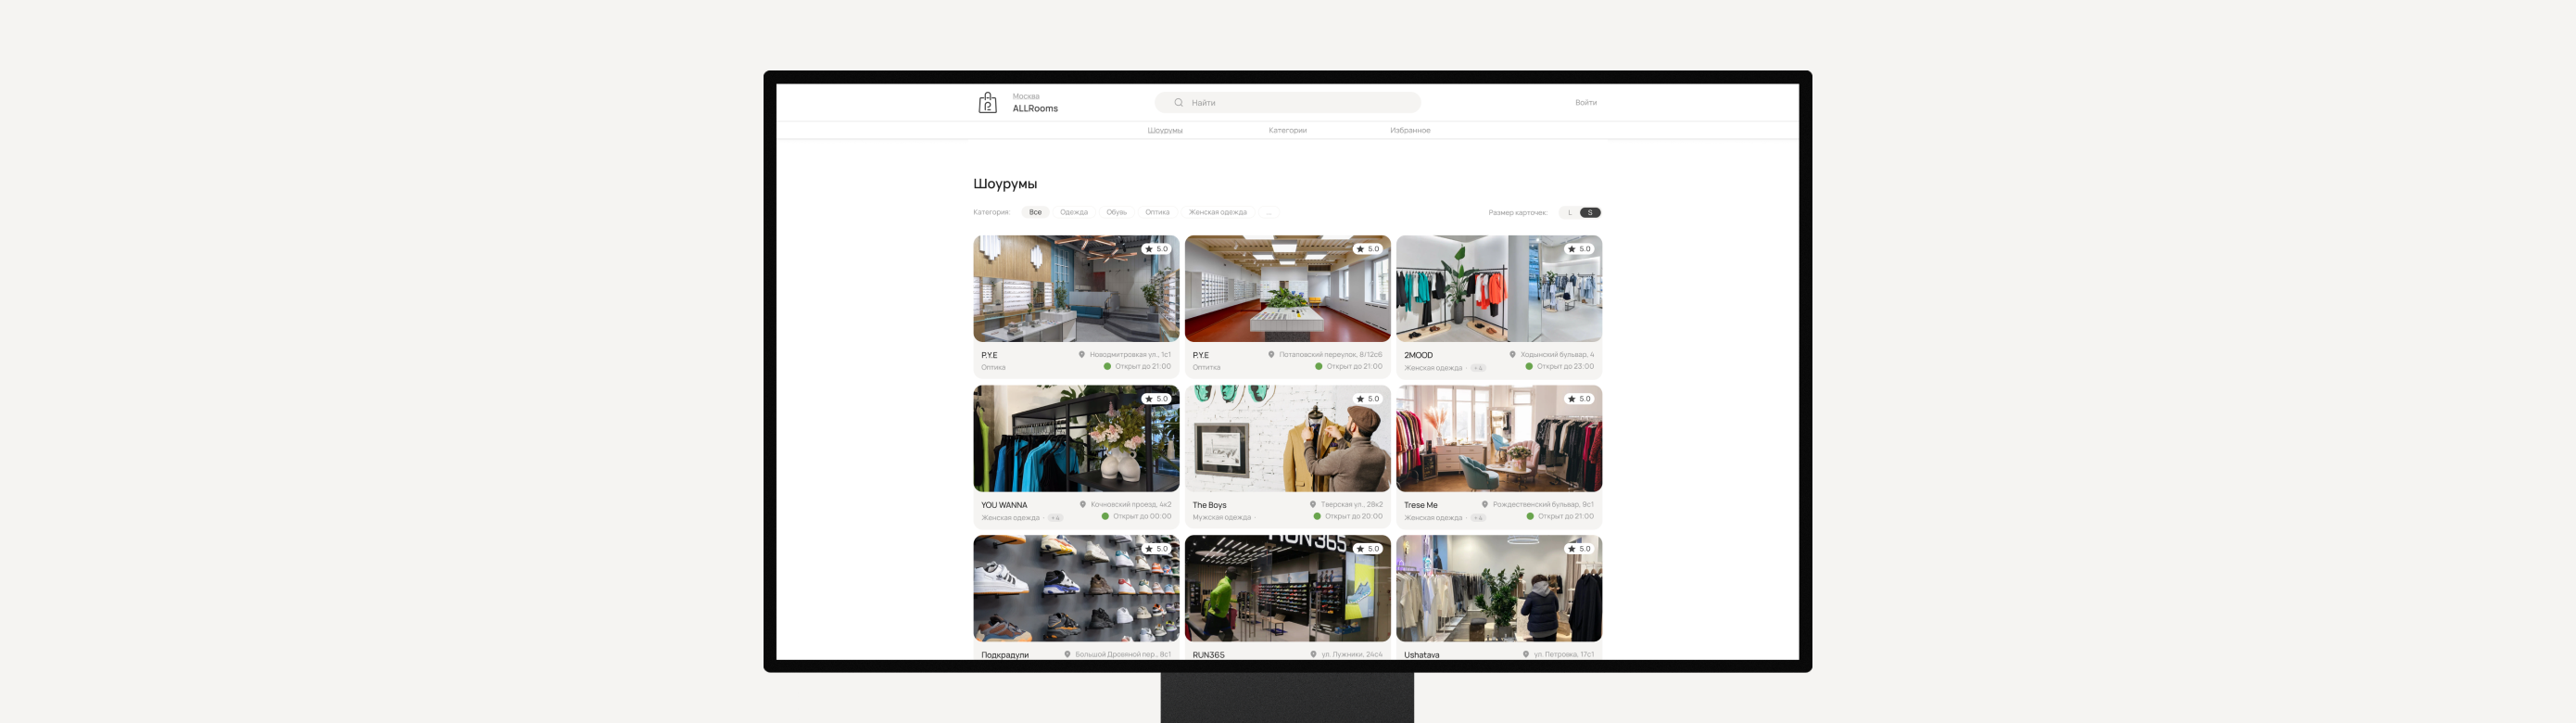 Москва
ALLRooms
Найти
Войти
Шоурумы
Категории
Избранное
Шоурумы
Категория: Все Одежда Обувь Оптика Женская одежда ...
Размер карточек: L S
5.0
P.Y.E Новодмитровкая ул., 1с1
Оптика Открыт до 21:00
5.0
P.Y.E Потаповский переулок, 8/12с6
Оптитка Открыт до 21:00
5.0
2MOOD Ходынский бульвар, 4
Женская одежда · +4 Открыт до 23:00
5.0
YOU WANNA Кочновский проезд, 4к2
Женская одежда · +4 Открыт до 00:00
5.0
The Boys Тверская ул., 28к2
Мужская одежда · Открыт до 20:00
5.0
Trese Me Рождественский бульвар, 9с1
Женская одежда · +4 Открыт до 21:00
5.0
Подкрадули Большой Дровяной пер., 8с1
RUN365
5.0
RUN365 ул. Лужники, 24с4
5.0
Ushatava ул. Петровка, 17с1